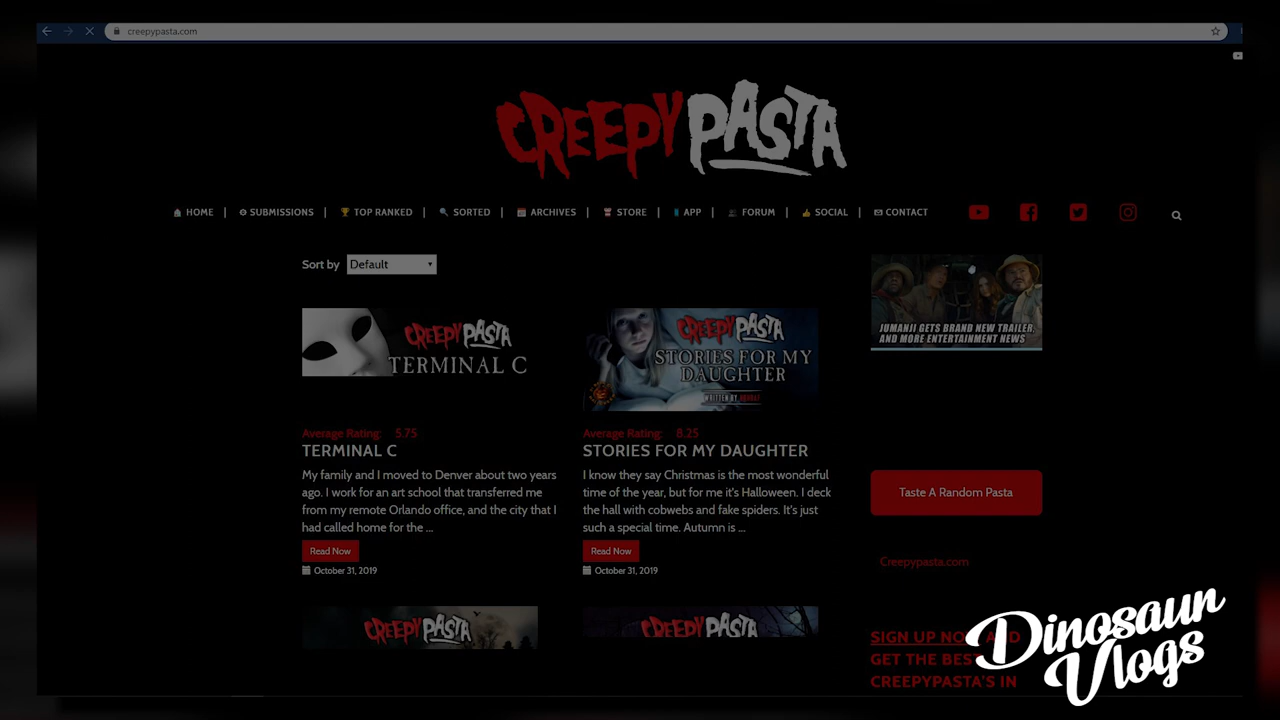 creepypasta.com
CREEPYPASTA
HOME | SUBMISSIONS | TOP RANKED | SORTED | ARCHIVES | STORE | APP | FORUM | SOCIAL | CONTACT
Sort by Default
CREEPYPASTA
TERMINAL C
Average Rating: 5.75
TERMINAL C
My family and I moved to Denver about two years
ago. I work for an art school that transferred me
from my remote Orlando office, and the city that I
had called home for the ...
Read Now
October 31, 2019
CREEPYPASTA
CREEPYPASTA
STORIES FOR MY
DAUGHTER
WRITTEN BY
Average Rating: 8.25
STORIES FOR MY DAUGHTER
I know they say Christmas is the most wonderful
time of the year, but for me it's Halloween. I deck
the hall with cobwebs and fake spiders. It's just
such a special time. Autumn is ...
Read Now
October 31, 2019
CREEPYPASTA
JUMANJI GETS BRAND NEW TRAILER,
AND MORE ENTERTAINMENT NEWS
Taste A Random Pasta
Creepypasta.com
SIGN UP NO AND
GET THE BES
CREEPYPASTA'S IN
Dinosaur
Vlogs